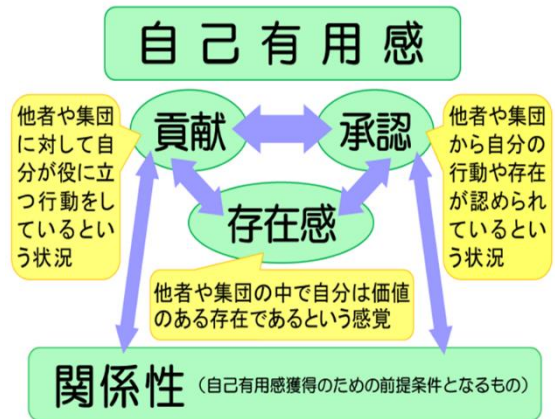 自己有用感
他者や集団
に対して自
分が役に立
つ行動をし
ているとい
う状況
貢献
承認
他者や集団
から自分の
行動や存在
が認められ
ているとい
う状況
存在感
他者や集団の中で自分は価値
のある存在であるという感覚
関係性（自己有用感獲得のための前提条件となるもの）